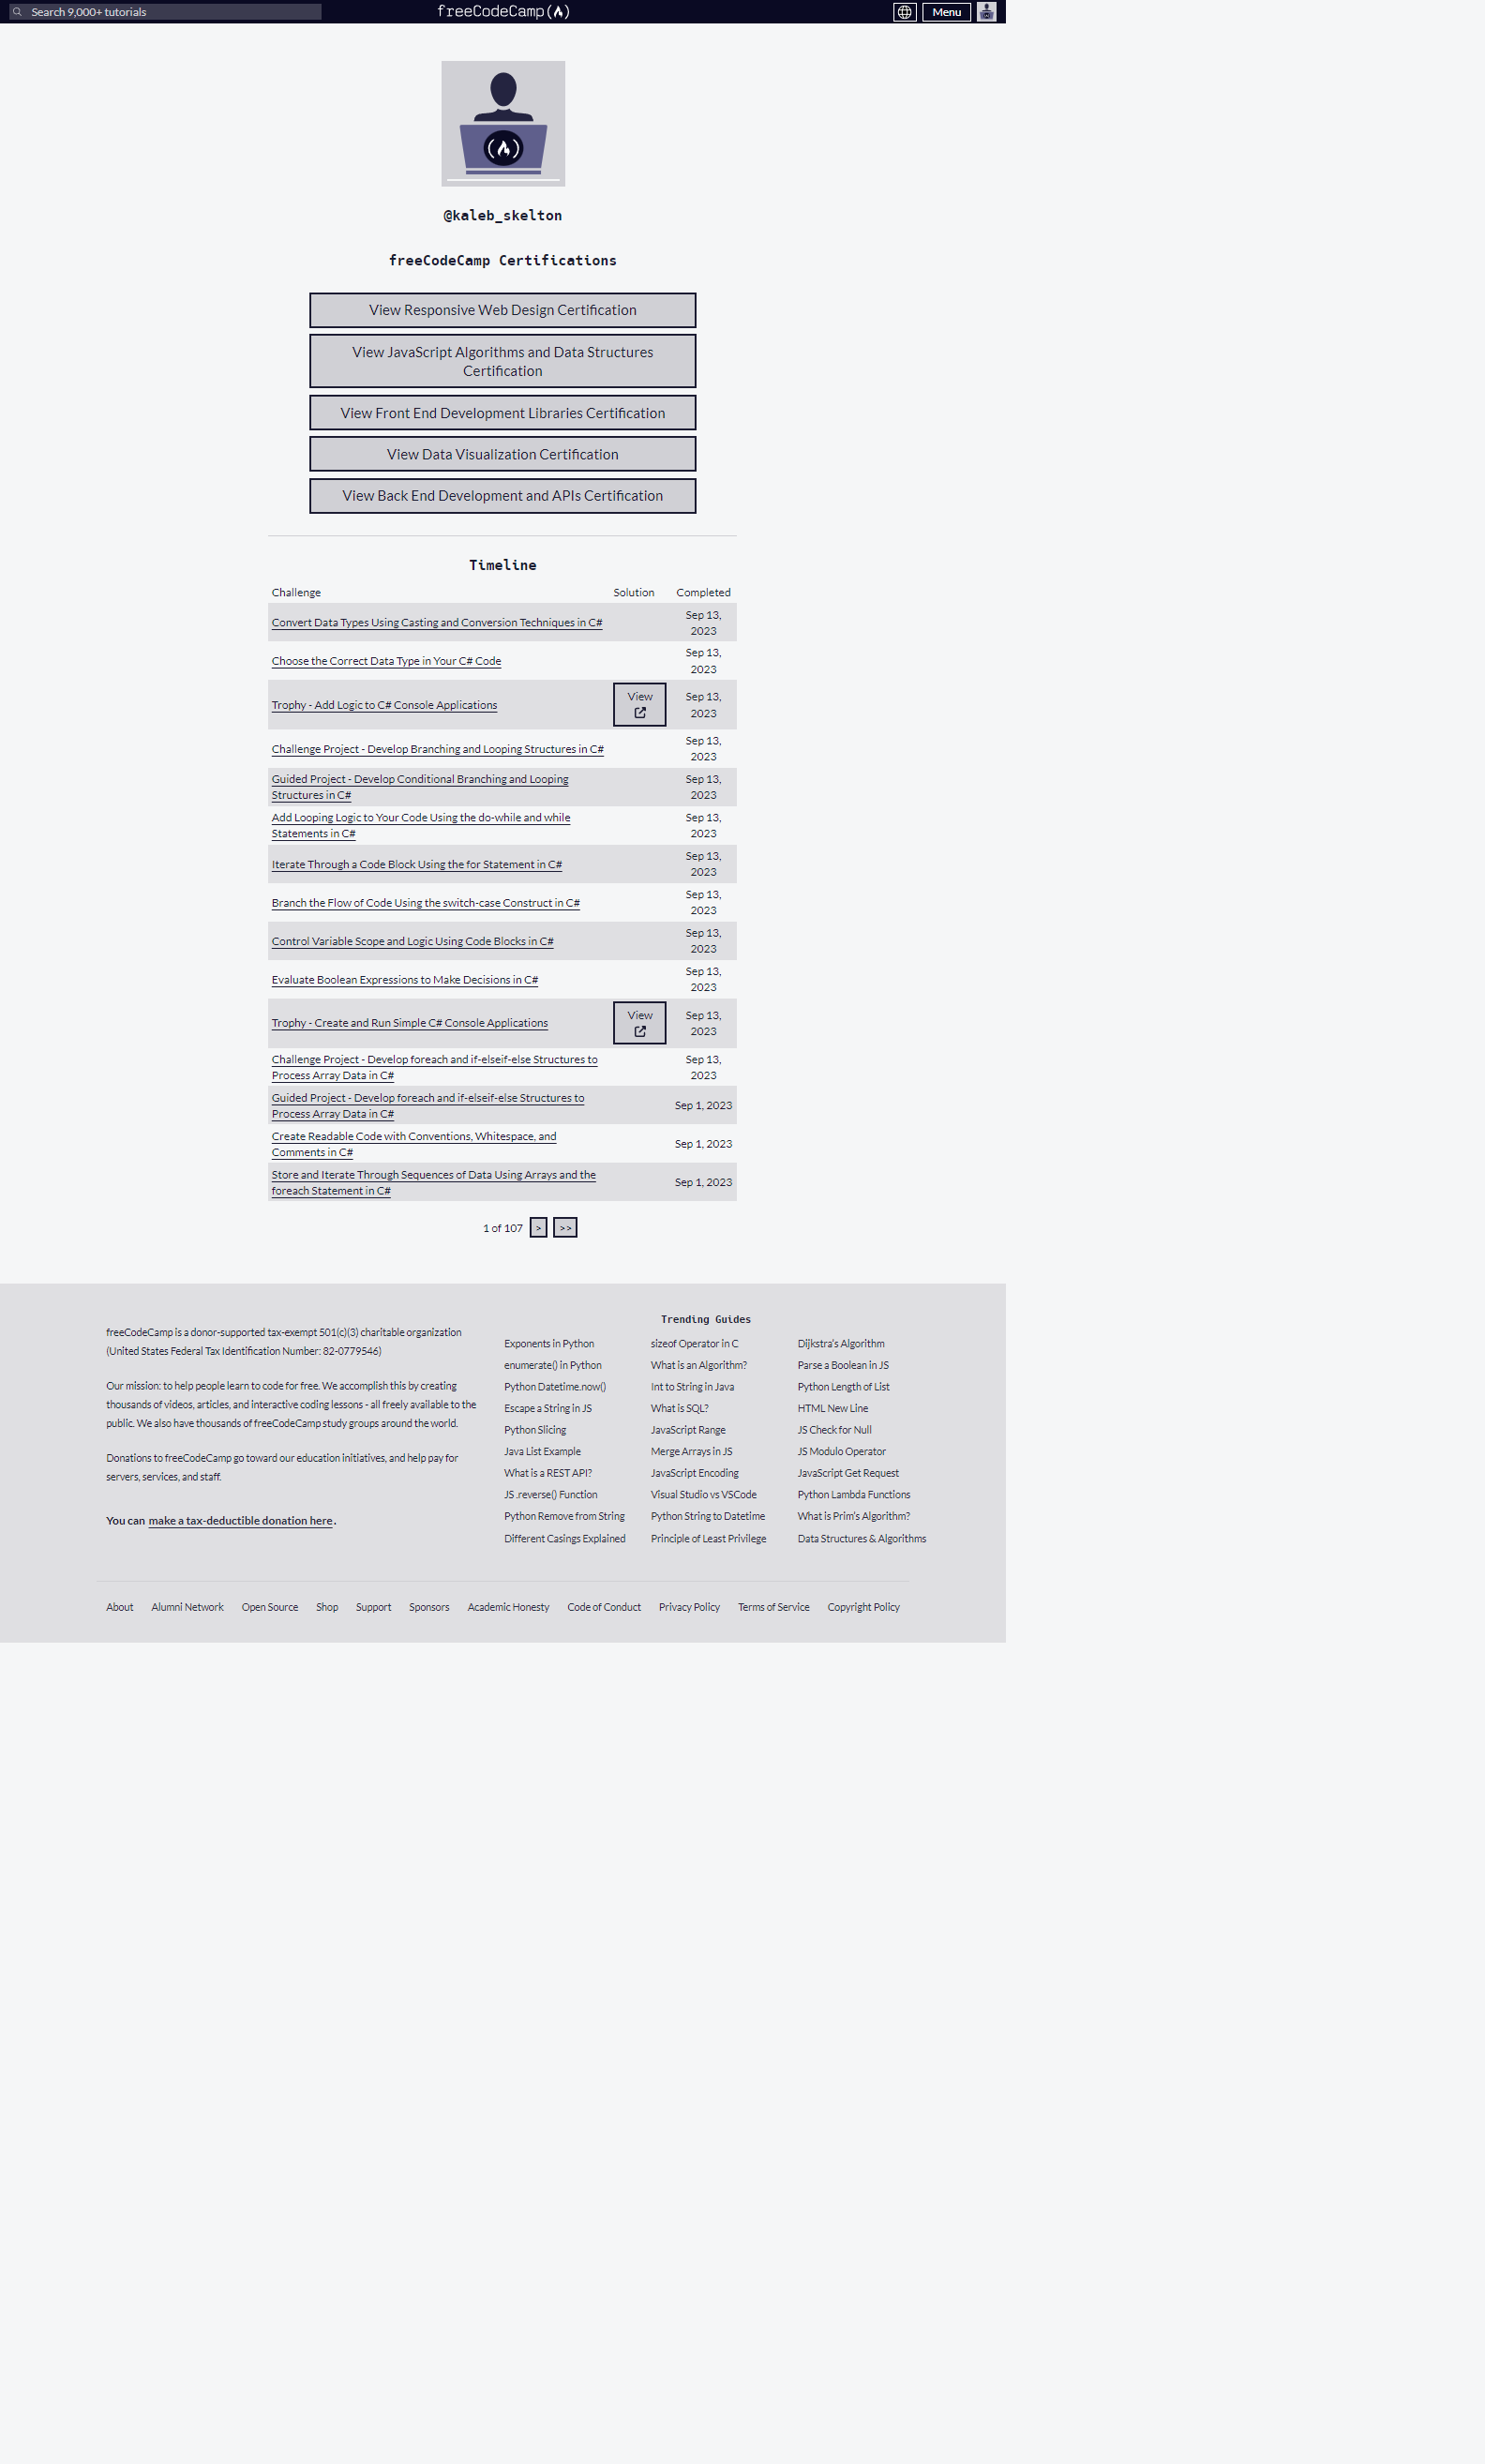 Search 9,000+ tutorials
freeCodeCamp
Menu
@kaleb_skelton
freeCodeCamp Certifications
View Responsive Web Design Certification
View JavaScript Algorithms and Data Structures
Certification
View Front End Development Libraries Certification
View Data Visualization Certification
View Back End Development and APIs Certification
Timeline
Challenge Solution Completed
Convert Data Types Using Casting and Conversion Techniques in C# Sep 13,
2023
Choose the Correct Data Type in Your C# Code Sep 13,
2023
Trophy - Add Logic to C# Console Applications View Sep 13,
2023
Challenge Project - Develop Branching and Looping Structures in C# Sep 13,
2023
Guided Project - Develop Conditional Branching and Looping Sep 13,
Structures in C# 2023
Add Looping Logic to Your Code Using the do-while and while Sep 13,
Statements in C# 2023
Iterate Through a Code Block Using the for Statement in C# Sep 13,
2023
Branch the Flow of Code Using the switch-case Construct in C# Sep 13,
2023
Control Variable Scope and Logic Using Code Blocks in C# Sep 13,
2023
Evaluate Boolean Expressions to Make Decisions in C# Sep 13,
2023
Trophy - Create and Run Simple C# Console Applications View Sep 13,
2023
Challenge Project - Develop foreach and if-elseif-else Structures to Sep 13,
Process Array Data in C# 2023
Guided Project - Develop foreach and if-elseif-else Structures to
Process Array Data in C# Sep 1, 2023
Create Readable Code with Conventions, Whitespace, and
Comments in C# Sep 1, 2023
Store and Iterate Through Sequences of Data Using Arrays and the
foreach Statement in C# Sep 1, 2023
1 of 107 > >>
freeCodeCamp is a donor-supported tax-exempt 501(c)(3) charitable organization
(United States Federal Tax Identification Number: 82-0779546)
Our mission: to help people learn to code for free. We accomplish this by creating
thousands of videos, articles, and interactive coding lessons - all freely available to the
public. We also have thousands of freeCodeCamp study groups around the world.
Donations to freeCodeCamp go toward our education initiatives, and help pay for
servers, services, and staff.
You can make a tax-deductible donation here.
Trending Guides
Exponents in Python
enumerate() in Python
Python Datetime.now()
Escape a String in JS
Python Slicing
Java List Example
What is a REST API?
JS .reverse() Function
Python Remove from String
Different Casings Explained
sizeof Operator in C
What is an Algorithm?
Int to String in Java
What is SQL?
JavaScript Range
Merge Arrays in JS
JavaScript Encoding
Visual Studio vs VSCode
Python String to Datetime
Principle of Least Privilege
Dijkstra's Algorithm
Parse a Boolean in JS
Python Length of List
HTML New Line
JS Check for Null
JS Modulo Operator
JavaScript Get Request
Python Lambda Functions
What is Prim's Algorithm?
Data Structures & Algorithms
About Alumni Network Open Source Shop Support Sponsors Academic Honesty Code of Conduct Privacy Policy Terms of Service Copyright Policy